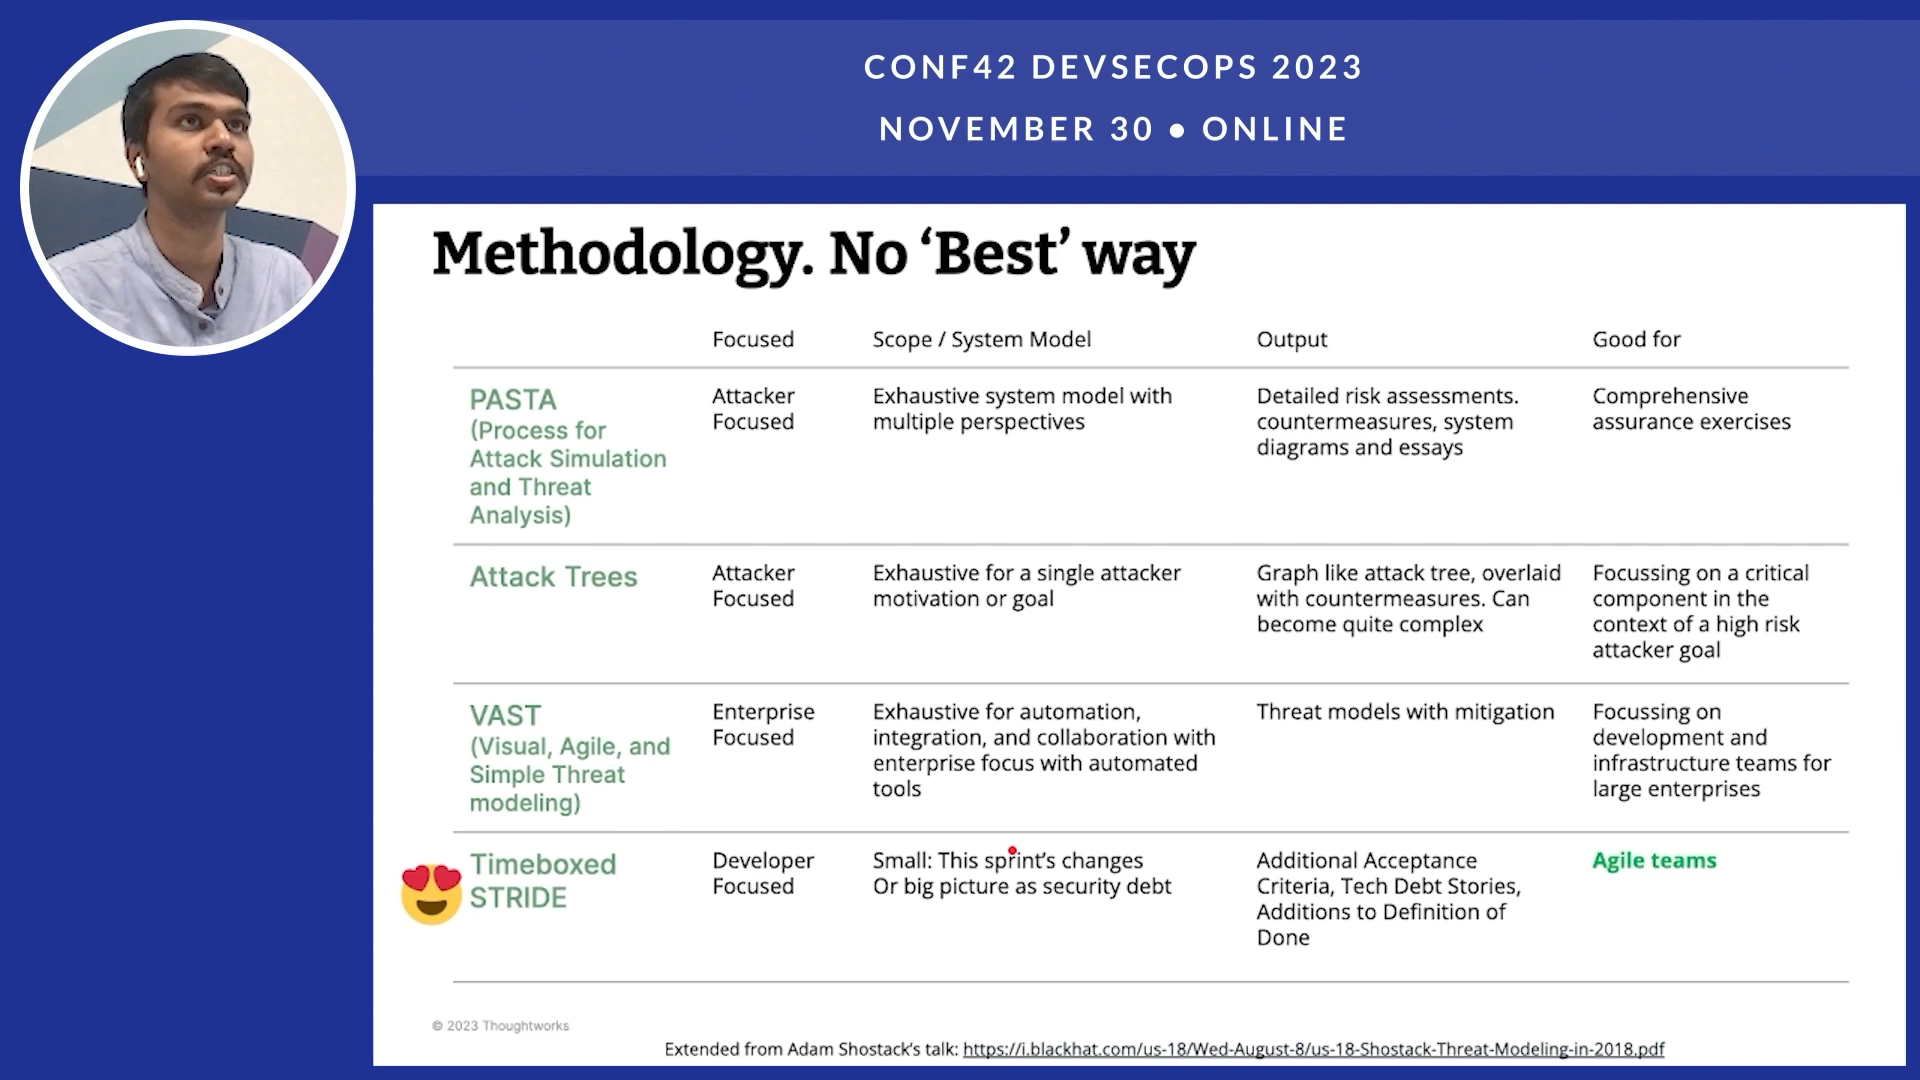 CONF42 DEVSECOPS 2023
NOVEMBER 30 ● ONLINE
Methodology. No ‘Best’ way
Focused
Scope / System Model
Output
Good for
PASTA
(Process for
Attack Simulation
and Threat
Analysis)
Attacker
Focused
Exhaustive system model with
multiple perspectives
Detailed risk assessments.
countermeasures, system
diagrams and essays
Comprehensive
assurance exercises
Attack Trees
Attacker
Focused
Exhaustive for a single attacker
motivation or goal
Graph like attack tree, overlaid
with countermeasures. Can
become quite complex
Focussing on a critical
component in the
context of a high risk
attacker goal
VAST
(Visual, Agile, and
Simple Threat
modeling)
Enterprise
Focused
Exhaustive for automation,
integration, and collaboration with
enterprise focus with automated
tools
Threat models with mitigation
Focussing on
development and
infrastructure teams for
large enterprises
Timeboxed
STRIDE
Developer
Focused
Small: This sprint’s changes
Or big picture as security debt
Additional Acceptance
Criteria, Tech Debt Stories,
Additions to Definition of
Done
Agile teams
© 2023 Thoughtworks
Extended from Adam Shostack’s talk: https://i.blackhat.com/us-18/Wed-August-8/us-18-Shostack-Threat-Modeling-in-2018.pdf